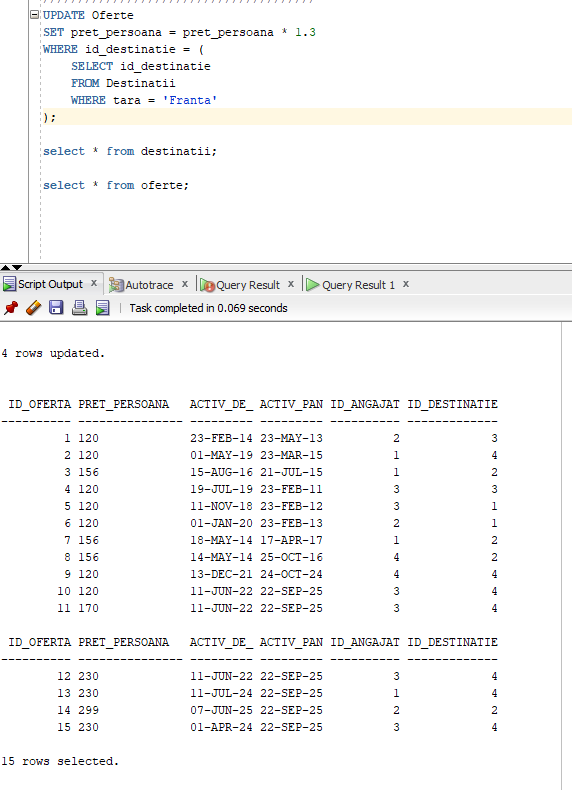 UPDATE Oferte
SET pret_persoana = pret_persoana * 1.3
WHERE id_destinatie = (
    SELECT id_destinatie
    FROM Destinatii
    WHERE tara = 'Franta'
);
select * from destinatii;
select * from oferte;
Script Output x Autotrace x Query Result x Query Result 1 x
Task completed in 0.069 seconds
4 rows updated.
ID_OFERTA PRET_PERSOANA   ACTIV_DE_ ACTIV_PAN ID_ANGAJAT ID_DESTINATIE
---------- --------------- --------- --------- ---------- -------------
         1 120             23-FEB-14 23-MAY-13          2             3
         2 120             01-MAY-19 23-MAR-15          1             4
         3 156             15-AUG-16 21-JUL-15          1             2
         4 120             19-JUL-19 23-FEB-11          3             3
         5 120             11-NOV-18 23-FEB-12          3             1
         6 120             01-JAN-20 23-FEB-13          2             1
         7 156             18-MAY-14 17-APR-17          1             2
         8 156             14-MAY-14 25-OCT-16          4             2
         9 120             13-DEC-21 24-OCT-24          4             4
        10 120             11-JUN-22 22-SEP-25          3             4
        11 170             11-JUN-22 22-SEP-25          3             4
ID_OFERTA PRET_PERSOANA   ACTIV_DE_ ACTIV_PAN ID_ANGAJAT ID_DESTINATIE
---------- --------------- --------- --------- ---------- -------------
        12 230             11-JUN-22 22-SEP-25          3             4
        13 230             11-JUL-24 22-SEP-25          1             4
        14 299             07-JUN-25 22-SEP-25          2             2
        15 230             01-APR-24 22-SEP-25          3             4
15 rows selected.